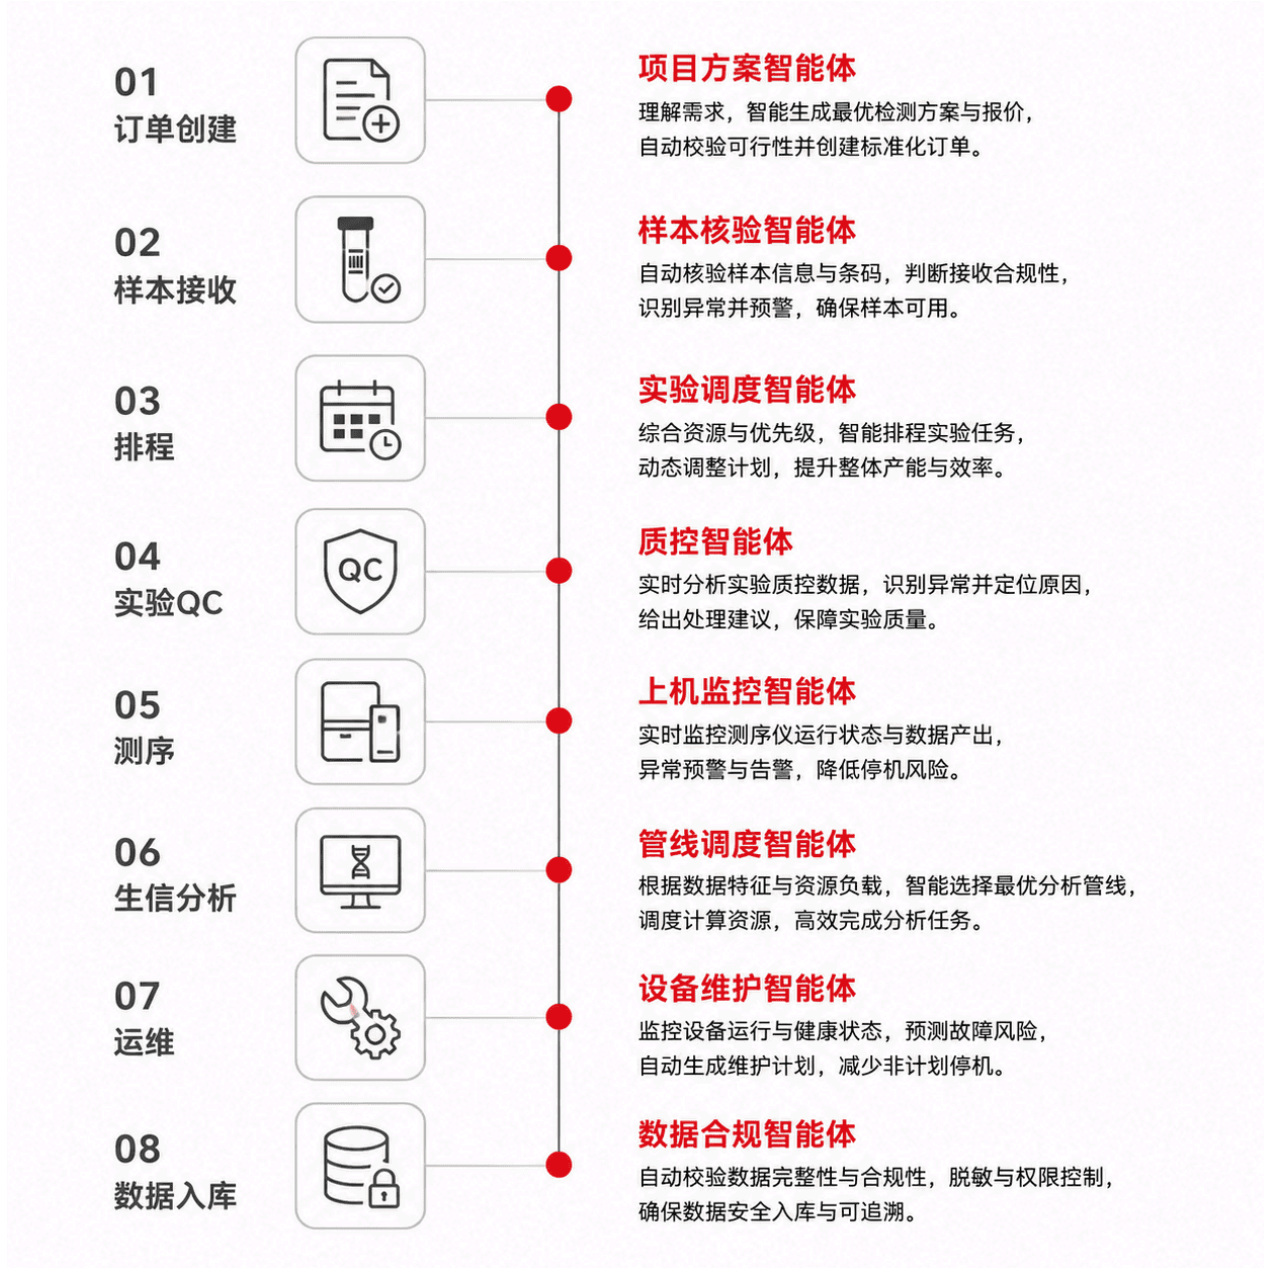 01
订单创建
项目方案智能体
理解需求，智能生成最优检测方案与报价，
自动校验可行性并创建标准化订单。
02
样本接收
样本核验智能体
自动核验样本信息与条码，判断接收合规性，
识别异常并预警，确保样本可用。
03
排程
实验调度智能体
综合资源与优先级，智能排程实验任务，
动态调整计划，提升整体产能与效率。
04
实验QC
QC
质控智能体
实时分析实验质控数据，识别异常并定位原因，
给出处理建议，保障实验质量。
05
测序
上机监控智能体
实时监控测序仪运行状态与数据产出，
异常预警与告警，降低停机风险。
06
生信分析
管线调度智能体
根据数据特征与资源负载，智能选择最优分析管线，
调度计算资源，高效完成分析任务。
07
运维
设备维护智能体
监控设备运行与健康状态，预测故障风险，
自动生成维护计划，减少非计划停机。
08
数据入库
数据合规智能体
自动校验数据完整性与合规性，脱敏与权限控制，
确保数据安全入库与可追溯。